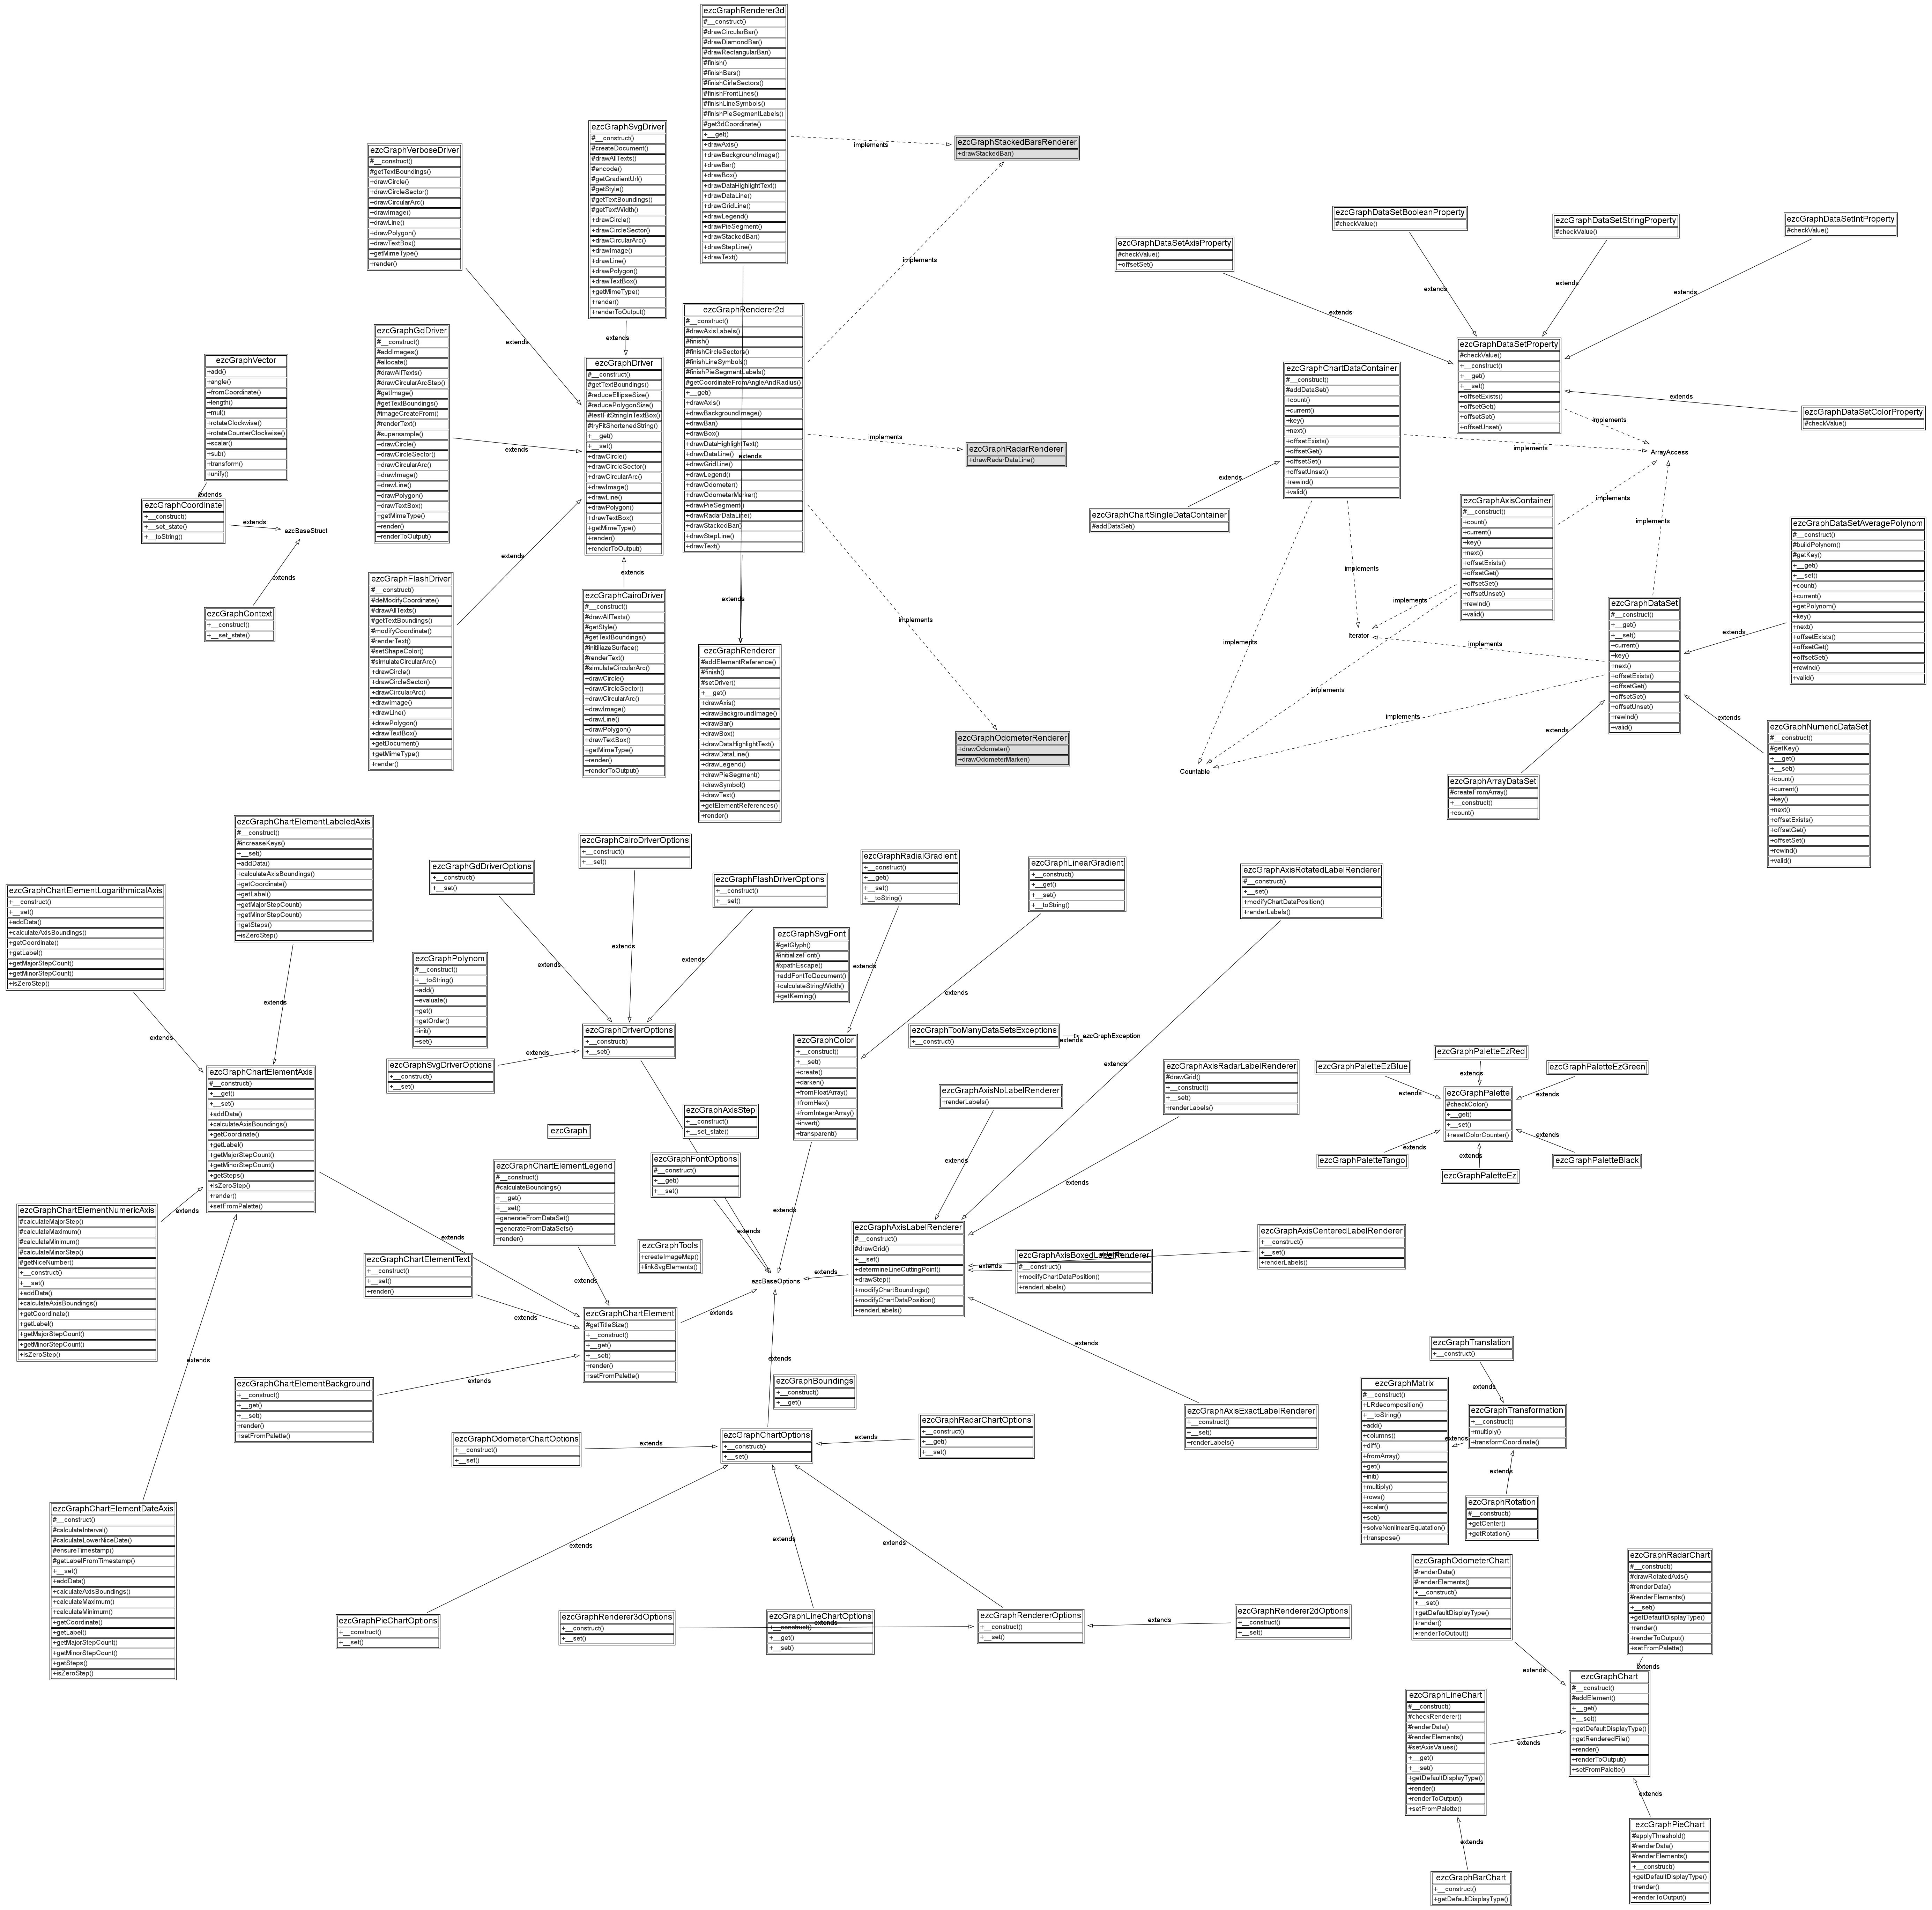 ezcGraphRenderer3d
#__construct()
#drawCircularBar()
#drawDiamondBar()
#drawRectangularBar()
#finish()
#finishBars()
#finishCirleSectors()
#finishFrontLines()
#finishLineSymbols()
#finishPieSegmentLabels()
#get3dCoordinate()
+__get()
+drawAxis()
+drawBackgroundImage()
+drawBar()
+drawBox()
+drawDataHighlightText()
+drawDataLine()
+drawGridLine()
+drawLegend()
+drawPieSegment()
+drawStackedBar()
+drawStepLine()
+drawText()
ezcGraphSvgDriver
#__construct()
#createDocument()
#drawAllTexts()
#encode()
#getGradientUrl()
#getStyle()
#getTextBoundings()
#getTextWidth()
+drawCircle()
+drawCircleSector()
+drawCircularArc()
+drawImage()
+drawLine()
+drawPolygon()
+drawTextBox()
+getMimeType()
+render()
+renderToOutput()
ezcGraphVerboseDriver
#__construct()
#getTextBoundings()
+drawCircle()
+drawCircleSector()
+drawCircularArc()
+drawImage()
+drawLine()
+drawPolygon()
+drawTextBox()
+getMimeType()
+render()
implements
ezcGraphStackedBarsRenderer
+drawStackedBar()
implements
extends
extends
ezcGraphRenderer2d
#__construct()
#drawAxisLabels()
#finish()
#finishCircleSectors()
#finishLineSymbols()
#finishPieSegmentLabels()
#getCoordinateFromAngleAndRadius()
+__get()
+drawAxis()
+drawBackgroundImage()
+drawBar()
+drawBox()
+drawDataHighlightText()
+drawDataLine()
+drawGridLine()
+drawLegend()
+drawOdometer()
+drawOdometerMarker()
+drawPieSegment()
+drawRadarDataLine()
+drawStackedBar()
+drawStepLine()
+drawText()
extends
ezcGraphGdDriver
#__construct()
#addImages()
#allocate()
#drawAllTexts()
#drawCircularArcStep()
#getImage()
#getTextBoundings()
#imageCreateFrom()
#renderText()
#supersample()
+drawCircle()
+drawCircleSector()
+drawCircularArc()
+drawImage()
+drawLine()
+drawPolygon()
+drawTextBox()
+getMimeType()
+render()
+renderToOutput()
extends
ezcGraphDriver
#__construct()
#getTextBoundings()
#reduceEllipseSize()
#reducePolygonSize()
#testFitStringInTextBox()
#tryFitShortenedString()
+__get()
+__set()
+drawCircle()
+drawCircleSector()
+drawCircularArc()
+drawImage()
+drawLine()
+drawPolygon()
+drawTextBox()
+getMimeType()
+render()
+renderToOutput()
implements
ezcGraphRadarRenderer
+drawRadarDataLine()
ezcGraphVector
+add()
+angle()
+fromCoordinate()
+length()
+mul()
+rotateClockwise()
+rotateCounterClockwise()
+scalar()
+sub()
+transform()
+unify()
extends
ezcGraphCoordinate
+__construct()
+__set_state()
+__toString()
extends
ezcBaseStruct
extends
ezcGraphContext
+__construct()
+__set_state()
extends
extends
ezcGraphFlashDriver
#__construct()
#deModifyCoordinate()
#drawAllTexts()
#getTextBoundings()
#modifyCoordinate()
#renderText()
#setShapeColor()
#simulateCircularArc()
+drawCircle()
+drawCircleSector()
+drawCircularArc()
+drawImage()
+drawLine()
+drawPolygon()
+drawTextBox()
+getDocument()
+getMimeType()
+render()
ezcGraphCairoDriver
#__construct()
#drawAllTexts()
#getStyle()
#getTextBoundings()
#initiliazeSurface()
#renderText()
#simulateCircularArc()
+drawCircle()
+drawCircleSector()
+drawCircularArc()
+drawImage()
+drawLine()
+drawPolygon()
+drawTextBox()
+getMimeType()
+render()
+renderToOutput()
extends
implements
ezcGraphRenderer
#addElementReference()
#finish()
#setDriver()
+__get()
+drawAxis()
+drawBackgroundImage()
+drawBar()
+drawBox()
+drawDataHighlightText()
+drawDataLine()
+drawLegend()
+drawPieSegment()
+drawSymbol()
+drawText()
+getElementReferences()
+render()
ezcGraphOdometerRenderer
+drawOdometer()
+drawOdometerMarker()
ezcGraphDataSetBooleanProperty
#checkValue()
ezcGraphDataSetStringProperty
#checkValue()
ezcGraphDataSetIntProperty
#checkValue()
ezcGraphDataSetAxisProperty
#checkValue()
+offsetSet()
extends
extends
extends
extends
ezcGraphDataSetProperty
#checkValue()
+__construct()
+__get()
+__set()
+offsetExists()
+offsetGet()
+offsetSet()
+offsetUnset()
extends
ezcGraphDataSetColorProperty
#checkValue()
ezcGraphChartDataContainer
#__construct()
#addDataSet()
+count()
+current()
+key()
+next()
+offsetExists()
+offsetGet()
+offsetSet()
+offsetUnset()
+rewind()
+valid()
implements
implements
ArrayAccess
extends
ezcGraphChartSingleDataContainer
#addDataSet()
ezcGraphAxisContainer
#__construct()
+count()
+current()
+key()
+next()
+offsetExists()
+offsetGet()
+offsetSet()
+offsetUnset()
+rewind()
+valid()
implements
implements
implements
implements
Iterator
implements
implements
implements
implements
Countable
ezcGraphDataSet
#__construct()
+__get()
+__set()
+current()
+key()
+next()
+offsetExists()
+offsetGet()
+offsetSet()
+offsetUnset()
+rewind()
+valid()
ezcGraphDataSetAveragePolynom
#__construct()
#buildPolynom()
#getKey()
+__get()
+__set()
+count()
+current()
+getPolynom()
+key()
+next()
+offsetExists()
+offsetGet()
+offsetSet()
+rewind()
+valid()
extends
extends
extends
ezcGraphArrayDataSet
#createFromArray()
+__construct()
+count()
ezcGraphNumericDataSet
#__construct()
#getKey()
+__get()
+__set()
+count()
+current()
+key()
+next()
+offsetExists()
+offsetGet()
+offsetSet()
+rewind()
+valid()
ezcGraphChartElementLabeledAxis
#__construct()
#increaseKeys()
+__set()
+addData()
+calculateAxisBoundings()
+getCoordinate()
+getLabel()
+getMajorStepCount()
+getMinorStepCount()
+getSteps()
+isZeroStep()
ezcGraphChartElementLogarithmicalAxis
+__construct()
+__set()
+addData()
+calculateAxisBoundings()
+getCoordinate()
+getLabel()
+getMajorStepCount()
+getMinorStepCount()
+isZeroStep()
extends
extends
ezcGraphChartElementAxis
#__construct()
+__get()
+__set()
+addData()
+calculateAxisBoundings()
+getCoordinate()
+getLabel()
+getMajorStepCount()
+getMinorStepCount()
+getSteps()
+isZeroStep()
+render()
+setFromPalette()
ezcGraphChartElementNumericAxis
#calculateMajorStep()
#calculateMaximum()
#calculateMinimum()
#calculateMinorStep()
#getNiceNumber()
+__construct()
+__set()
+addData()
+calculateAxisBoundings()
+getCoordinate()
+getLabel()
+getMajorStepCount()
+getMinorStepCount()
+isZeroStep()
extends
extends
extends
ezcGraphChartElementDateAxis
#__construct()
#calculateInterval()
#calculateLowerNiceDate()
#ensureTimestamp()
#getLabelFromTimestamp()
+__set()
+addData()
+calculateAxisBoundings()
+calculateMaximum()
+calculateMinimum()
+getCoordinate()
+getLabel()
+getMajorStepCount()
+getMinorStepCount()
+getSteps()
+isZeroStep()
ezcGraphCairoDriverOptions
+__construct()
+__set()
ezcGraphGdDriverOptions
+__construct()
+__set()
ezcGraphFlashDriverOptions
+__construct()
+__set()
extends
extends
extends
ezcGraphPolynom
#__construct()
+__toString()
+add()
+evaluate()
+get()
+getOrder()
+init()
+set()
ezcGraphDriverOptions
+__construct()
+__set()
ezcGraphSvgDriverOptions
+__construct()
+__set()
extends
ezcGraphRadialGradient
+__construct()
+__get()
+__set()
+__toString()
ezcGraphLinearGradient
+__construct()
+__get()
+__set()
+__toString()
ezcGraphSvgFont
#getGlyph()
#initializeFont()
#xpathEscape()
+addFontToDocument()
+calculateStringWidth()
+getKerning()
extends
extends
ezcGraphColor
+__construct()
+__set()
+create()
+darken()
+fromFloatArray()
+fromHex()
+fromIntegerArray()
+invert()
+transparent()
ezcGraphAxisRotatedLabelRenderer
#__construct()
+__set()
+modifyChartDataPosition()
+renderLabels()
ezcGraphTooManyDataSetsExceptions
+__construct()
extends
ezcGraphException
extends
ezcGraphAxisNoLabelRenderer
+renderLabels()
ezcGraphAxisRadarLabelRenderer
#drawGrid()
+__construct()
+__set()
+renderLabels()
extends
extends
ezcGraphAxisStep
+__construct()
+__set_state()
ezcGraph
ezcGraphFontOptions
#__construct()
+__get()
+__set()
ezcGraphChartElementLegend
#__construct()
#calculateBoundings()
+__get()
+__set()
+generateFromDataSet()
+generateFromDataSets()
+render()
ezcGraphTools
+createImageMap()
+linkSvgElements()
extends
extends
ezcBaseOptions
ezcGraphChartElementText
+__construct()
+__set()
+render()
extends
extends
ezcGraphChartElement
#getTitleSize()
+__construct()
+__get()
+__set()
+render()
+setFromPalette()
extends
ezcGraphChartElementBackground
+__construct()
+__get()
+__set()
+render()
+setFromPalette()
extends
ezcGraphAxisLabelRenderer
#__construct()
#drawGrid()
+__set()
+determineLineCuttingPoint()
+drawStep()
+modifyChartBoundings()
+modifyChartDataPosition()
+renderLabels()
extends
ezcGraphAxisBoxedLabelRenderer
#__construct()
+modifyChartDataPosition()
+renderLabels()
extends
extends
ezcGraphAxisCenteredLabelRenderer
+__construct()
+__set()
+renderLabels()
extends
ezcGraphAxisExactLabelRenderer
+__construct()
+__set()
+renderLabels()
ezcGraphPaletteEzRed
ezcGraphPaletteEzBlue
ezcGraphPaletteEzGreen
extends
extends
extends
ezcGraphPalette
#checkColor()
+__get()
+__set()
+resetColorCounter()
extends
extends
extends
ezcGraphPaletteTango
ezcGraphPaletteEz
ezcGraphPaletteBlack
extends
ezcGraphBoundings
+__construct()
+__get()
ezcGraphOdometerChartOptions
+__construct()
+__set()
extends
ezcGraphChartOptions
+__construct()
+__set()
extends
ezcGraphRadarChartOptions
+__construct()
+__get()
+__set()
extends
extends
extends
ezcGraphPieChartOptions
+__construct()
+__set()
ezcGraphRenderer3dOptions
+__construct()
+__set()
ezcGraphLineChartOptions
+__construct()
+__get()
+__set()
extends
ezcGraphRendererOptions
+__construct()
+__set()
extends
ezcGraphRenderer2dOptions
+__construct()
+__set()
ezcGraphTranslation
+__construct()
extends
ezcGraphMatrix
#__construct()
+LRdecomposition()
+__toString()
+add()
+columns()
+diff()
+fromArray()
+get()
+init()
+multiply()
+rows()
+scalar()
+set()
+solveNonlinearEquatation()
+transpose()
ezcGraphTransformation
+__construct()
+multiply()
+transformCoordinate()
extends
extends
ezcGraphRotation
#__construct()
+getCenter()
+getRotation()
ezcGraphOdometerChart
#renderData()
#renderElements()
+__construct()
+__set()
+getDefaultDisplayType()
+render()
+renderToOutput()
ezcGraphRadarChart
#__construct()
#drawRotatedAxis()
#renderData()
#renderElements()
+__set()
+getDefaultDisplayType()
+render()
+renderToOutput()
+setFromPalette()
extends
extends
ezcGraphChart
#__construct()
#addElement()
+__get()
+__set()
+getDefaultDisplayType()
+getRenderedFile()
+render()
+renderToOutput()
+setFromPalette()
ezcGraphLineChart
#__construct()
#checkRenderer()
#renderData()
#renderElements()
#setAxisValues()
+__get()
+__set()
+getDefaultDisplayType()
+render()
+renderToOutput()
+setFromPalette()
extends
extends
ezcGraphPieChart
#applyThreshold()
#renderData()
#renderElements()
+__construct()
+getDefaultDisplayType()
+render()
+renderToOutput()
extends
ezcGraphBarChart
+__construct()
+getDefaultDisplayType()